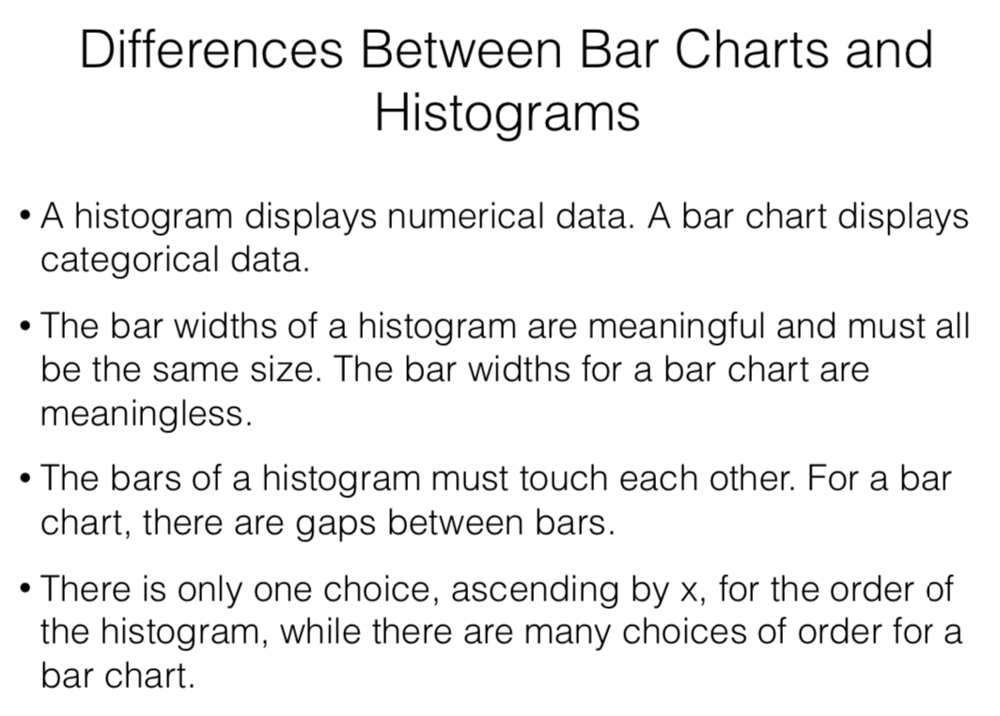 Differences Between Bar Charts and
Histograms
• A histogram displays numerical data. A bar chart displays
categorical data.
• The bar widths of a histogram are meaningful and must all
be the same size. The bar widths for a bar chart are
meaningless.
• The bars of a histogram must touch each other. For a bar
chart, there are gaps between bars.
• There is only one choice, ascending by x, for the order of
the histogram, while there are many choices of order for a
bar chart.